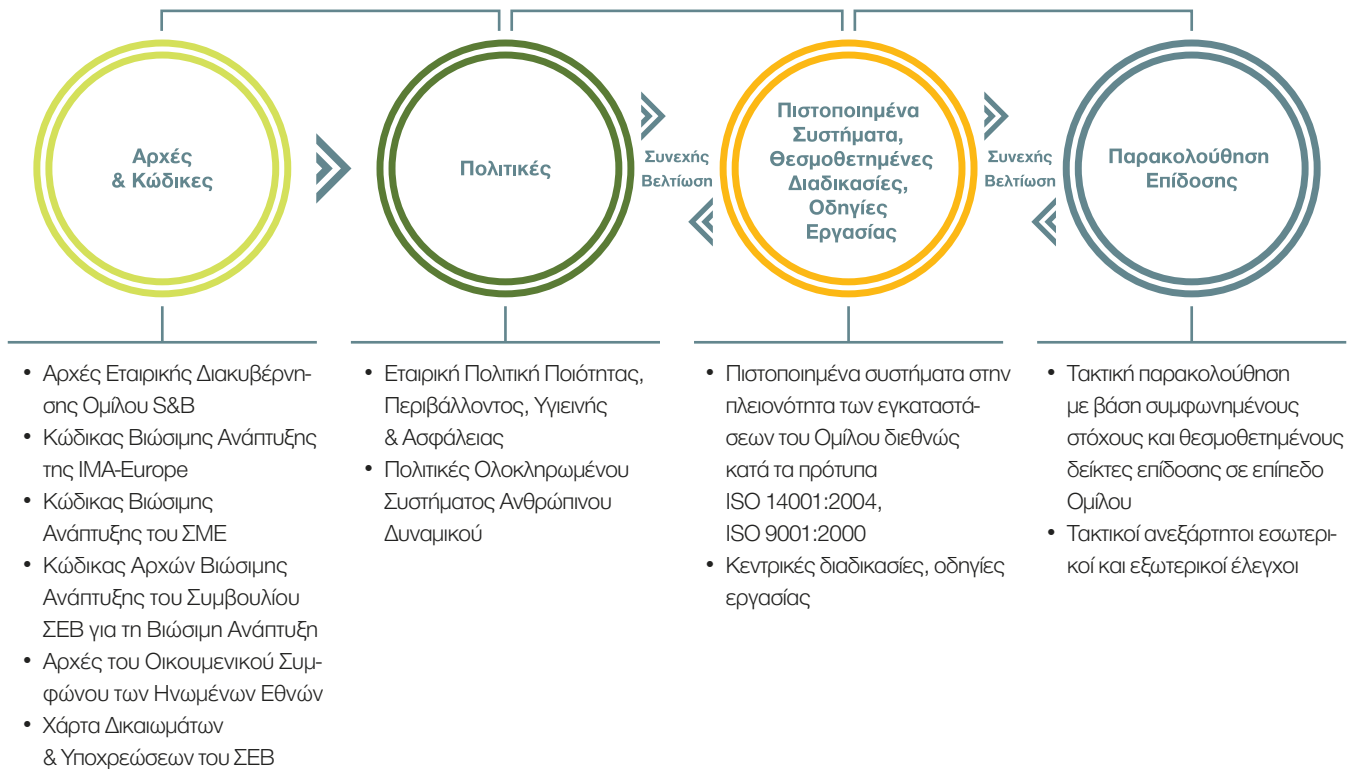 Αρχές
& Κώδικες
Πολιτικές
Συνεχής
Βελτίωση
Πιστοποιημένα
Συστήματα,
Θεσμοθετημένες
Διαδικασίες,
Οδηγίες
Εργασίας
Συνεχής
Βελτίωση
Παρακολούθηση
Επίδοσης
• Αρχές Εταιρικής Διακυβέρνη-
σης Ομίλου S&B
• Κώδικας Βιώσιμης Ανάπτυξης
της IMA-Europe
• Κώδικας Βιώσιμης
Ανάπτυξης του ΣΜΕ
• Κώδικας Αρχών Βιώσιμης
Ανάπτυξης του Συμβουλίου
ΣΕΒ για τη Βιώσιμη Ανάπτυξη
• Αρχές του Οικουμενικού Συμ-
φώνου των Ηνωμένων Εθνών
• Χάρτα Δικαιωμάτων
& Υποχρεώσεων του ΣΕΒ
• Εταιρική Πολιτική Ποιότητας,
Περιβάλλοντος, Υγιεινής
& Ασφάλειας
• Πολιτικές Ολοκληρωμένου
Συστήματος Ανθρώπινου
Δυναμικού
• Πιστοποιημένα συστήματα στην
πλειονότητα των εγκαταστά-
σεων του Ομίλου διεθνώς
κατά τα πρότυπα
ISO 14001:2004,
ISO 9001:2000
• Κεντρικές διαδικασίες, οδηγίες
εργασίας
• Τακτική παρακολούθηση
με βάση συμφωνημένους
στόχους και θεσμοθετημένους
δείκτες επίδοσης σε επίπεδο
Ομίλου
• Τακτικοί ανεξάρτητοι εσωτερι-
κοί και εξωτερικοί έλεγχοι